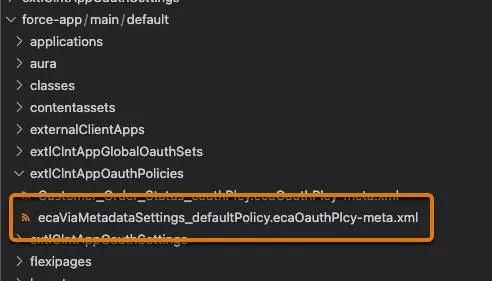 extlClntAppOauthSettings
force-app/main/default
applications
aura
classes
contentassets
externalClientApps
extlClntAppGlobalOauthSets
extlClntAppOauthPolicies
Customer_Order_Status_oauthPlcy.ecaOauthPlcy-meta.xml
ecaViaMetadataSettings_defaultPolicy.ecaOauthPlcy-meta.xml
extlClntAppOauthSettings
flexipages